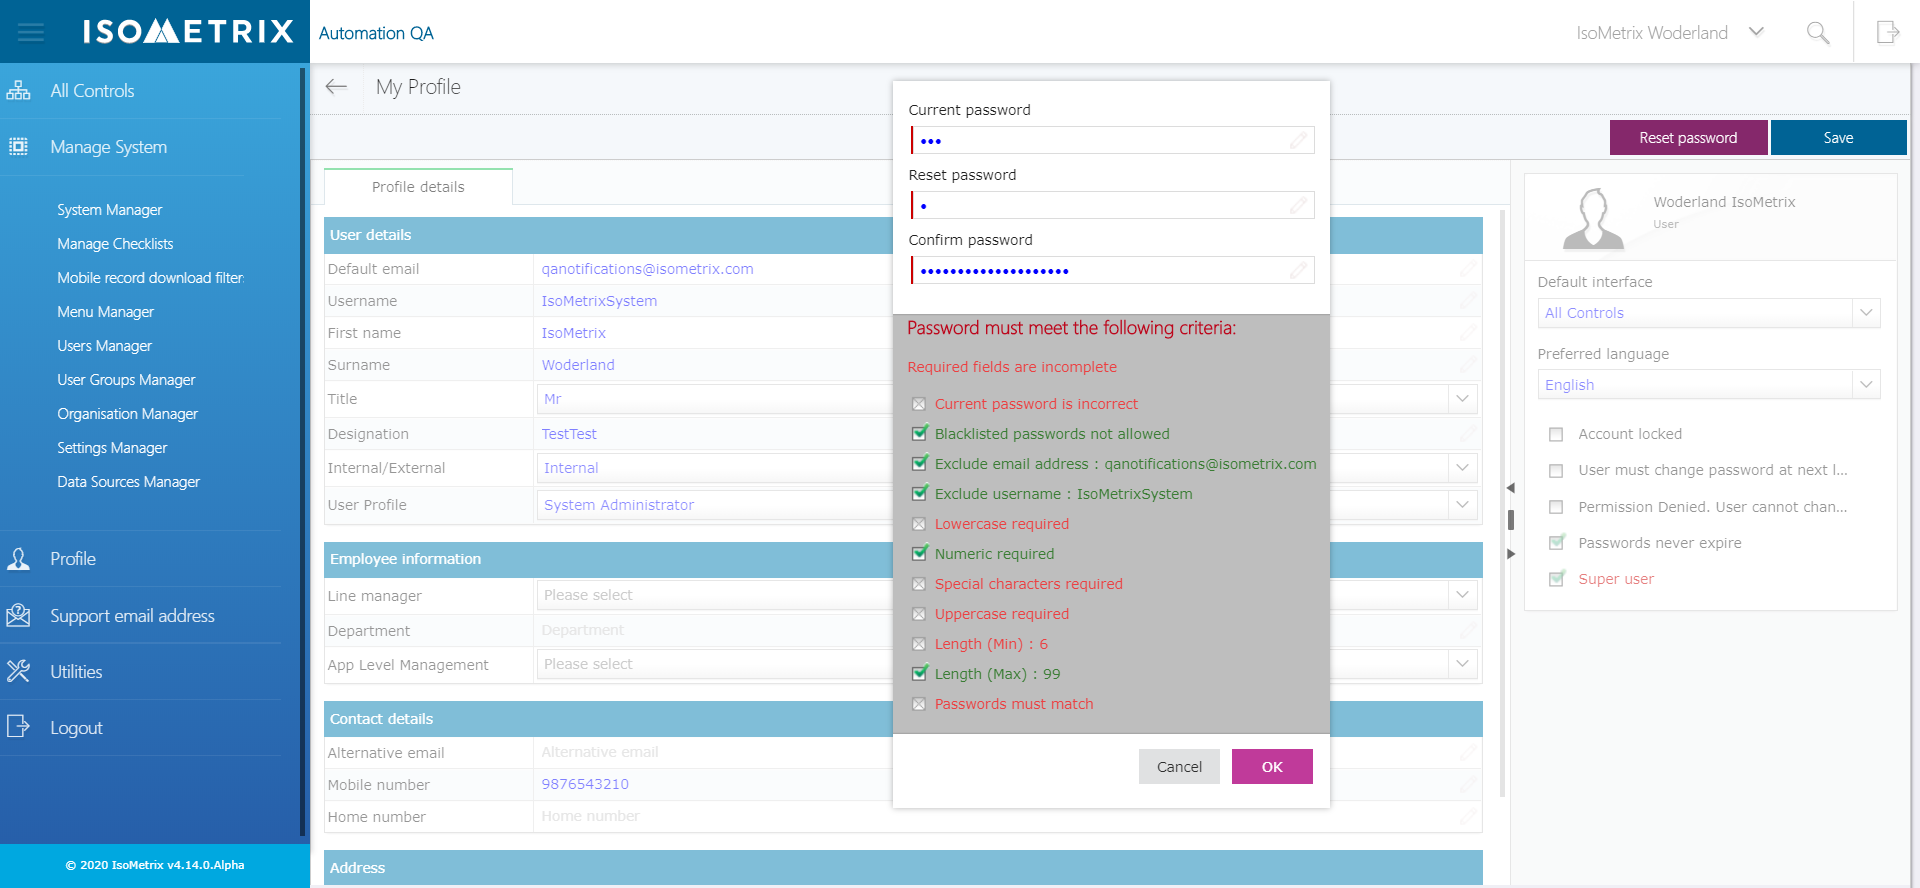 ISOMETRIX
Automation QA
IsoMetrix Woderland
All Controls
Manage System
System Manager
Manage Checklists
Mobile record download filter
Menu Manager
Users Manager
User Groups Manager
Organisation Manager
Settings Manager
Data Sources Manager
Profile
Support email address
Utilities
Logout
© 2020 IsoMetrix v4.14.0.Alpha
My Profile
Reset password
Save
Profile details
User details
Default email qanotifications@isometrix.com
Username IsoMetrixSystem
First name IsoMetrix
Surname Woderland
Title Mr
Designation TestTest
Internal/External Internal
User Profile System Administrator
Employee information
Line manager Please select
Department Department
App Level Management Please select
Contact details
Alternative email Alternative email
Mobile number 9876543210
Home number Home number
Address
Current password
Reset password
Confirm password
Password must meet the following criteria:
Required fields are incomplete
Current password is incorrect
Blacklisted passwords not allowed
Exclude email address : qanotifications@isometrix.com
Exclude username : IsoMetrixSystem
Lowercase required
Numeric required
Special characters required
Uppercase required
Length (Min) : 6
Length (Max) : 99
Passwords must match
Cancel
OK
Woderland IsoMetrix
User
Default interface
All Controls
Preferred language
English
Account locked
User must change password at next l...
Permission Denied. User cannot chan...
Passwords never expire
Super user